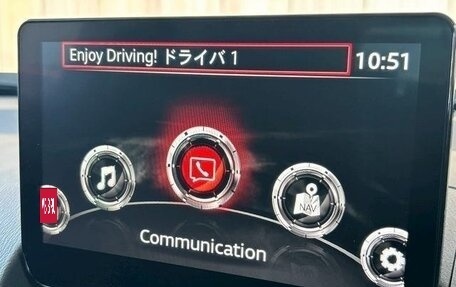 Enjoy Driving! ドライバ 1
10:51
NAV
Communication